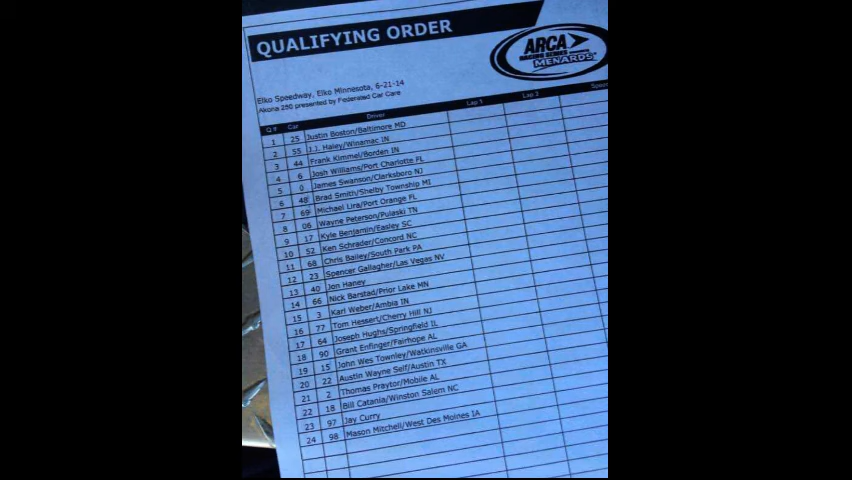 QUALIFYING ORDER
ARCA
RACING SERIES
MENARDS
Elko Speedway, Elko Minnesota, 6-21-14
Akona 250 presented by Federated Car Care
Q # Car Driver Lap 1 Lap 2 Speed
1 25 Justin Boston/Baltimore MD
2 55 J.J. Haley/Winamac IN
3 44 Frank Kimmel/Borden IN
4 6 Josh Williams/Port Charlotte FL
5 0 James Swanson/Clarksboro NJ
6 48 Brad Smith/Shelby Township MI
7 69 Michael Lira/Port Orange FL
8 06 Wayne Peterson/Pulaski TN
9 17 Kyle Benjamin/Easley SC
10 52 Ken Schrader/Concord NC
11 68 Chris Bailey/South Park PA
12 23 Spencer Gallagher/Las Vegas NV
13 40 Jon Haney
14 66 Nick Barstad/Prior Lake MN
15 3 Karl Weber/Ambia IN
16 77 Tom Hessert/Cherry Hill NJ
17 64 Joseph Hughs/Springfield IL
18 90 Grant Enfinger/Fairhope AL
19 15 John Wes Townley/Watkinsville GA
20 22 Austin Wayne Self/Austin TX
21 2 Thomas Praytor/Mobile AL
22 18 Bill Catania/Winston Salem NC
23 97 Jay Curry
24 98 Mason Mitchell/West Des Moines IA